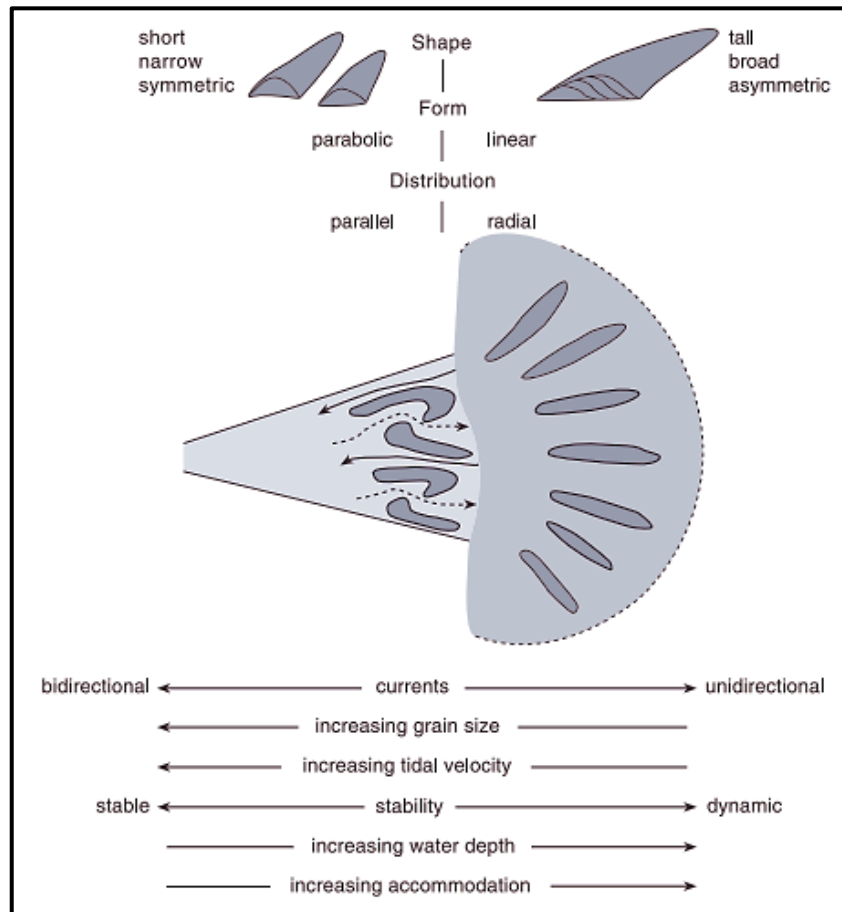 short
narrow
symmetric
Shape
tall
broad
asymmetric
Form
parabolic
linear
Distribution
parallel
radial
bidirectional currents unidirectional
increasing grain size
increasing tidal velocity
stable stability dynamic
increasing water depth
increasing accommodation